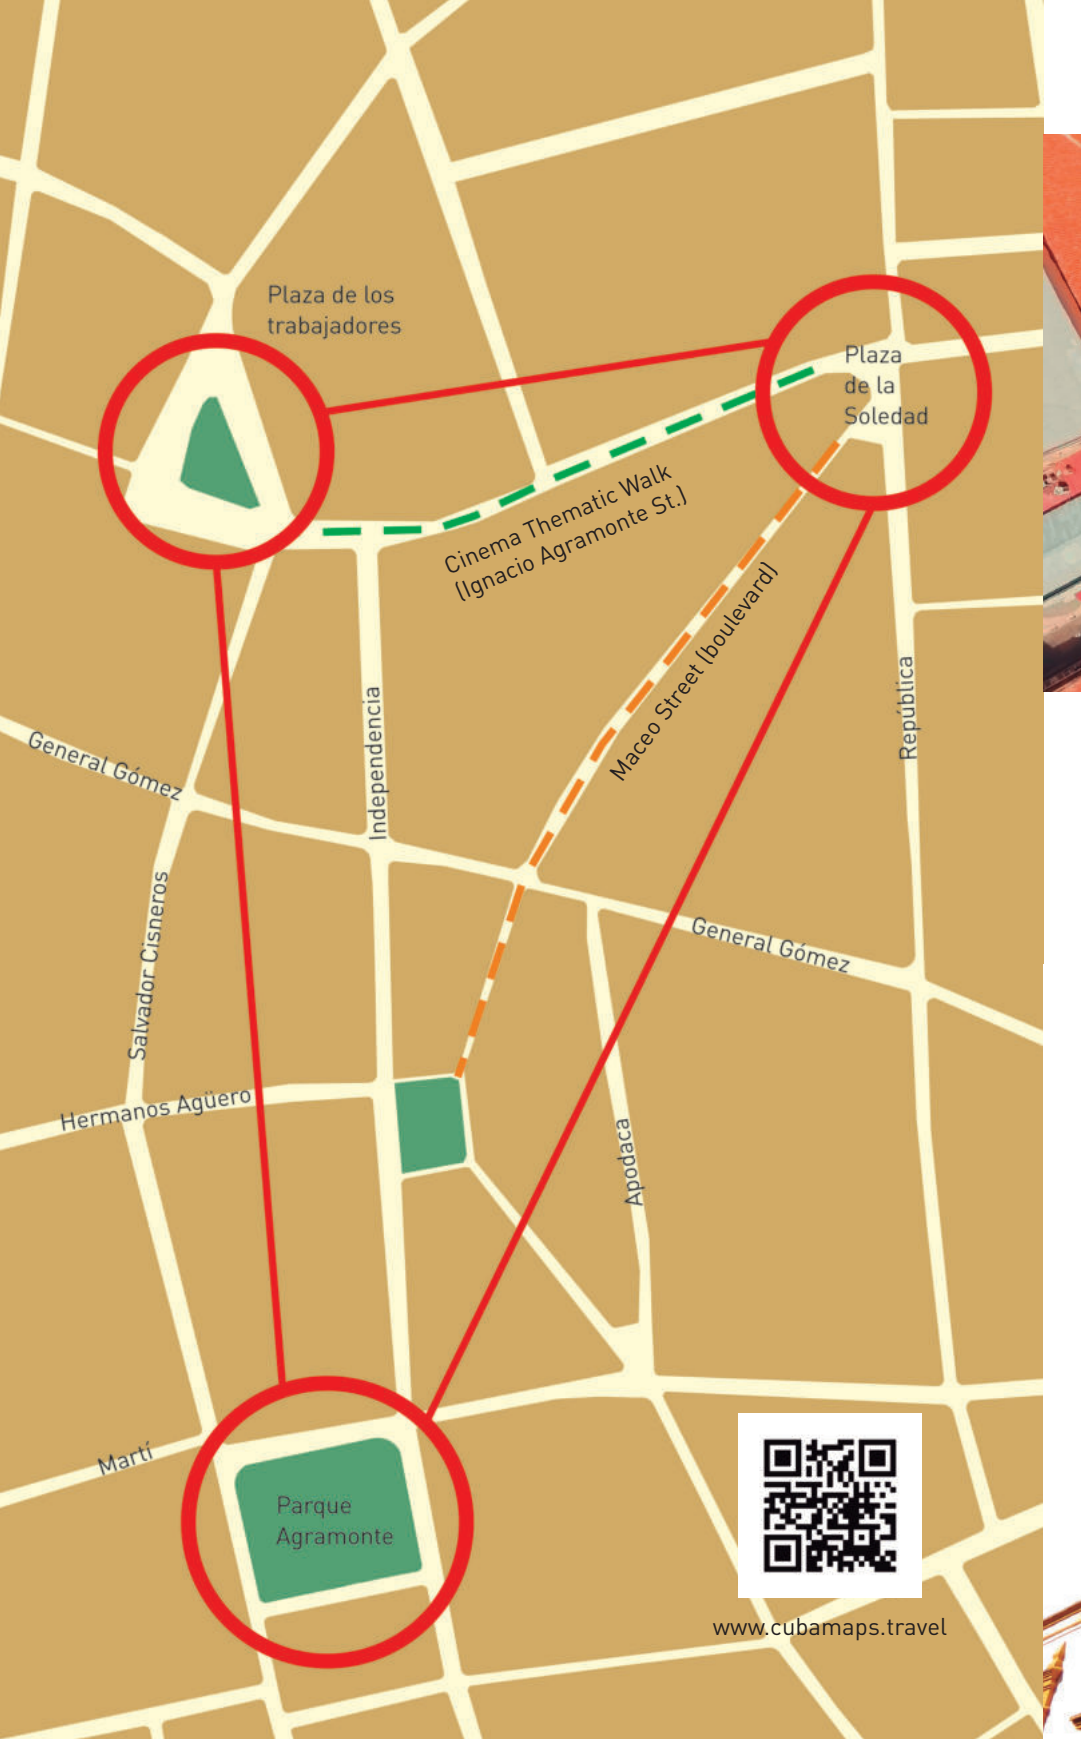 Plaza de los
trabajadores
Plaza
de la
Soledad
Cinema Thematic Walk
(Ignacio Agramonte St.)
Maceo Street (boulevard)
República
Independencia
General Gómez
Salvador Cisneros
General Gómez
Hermanos Agüero
Apodaca
Martí
Parque
Agramonte
www.cubamaps.travel